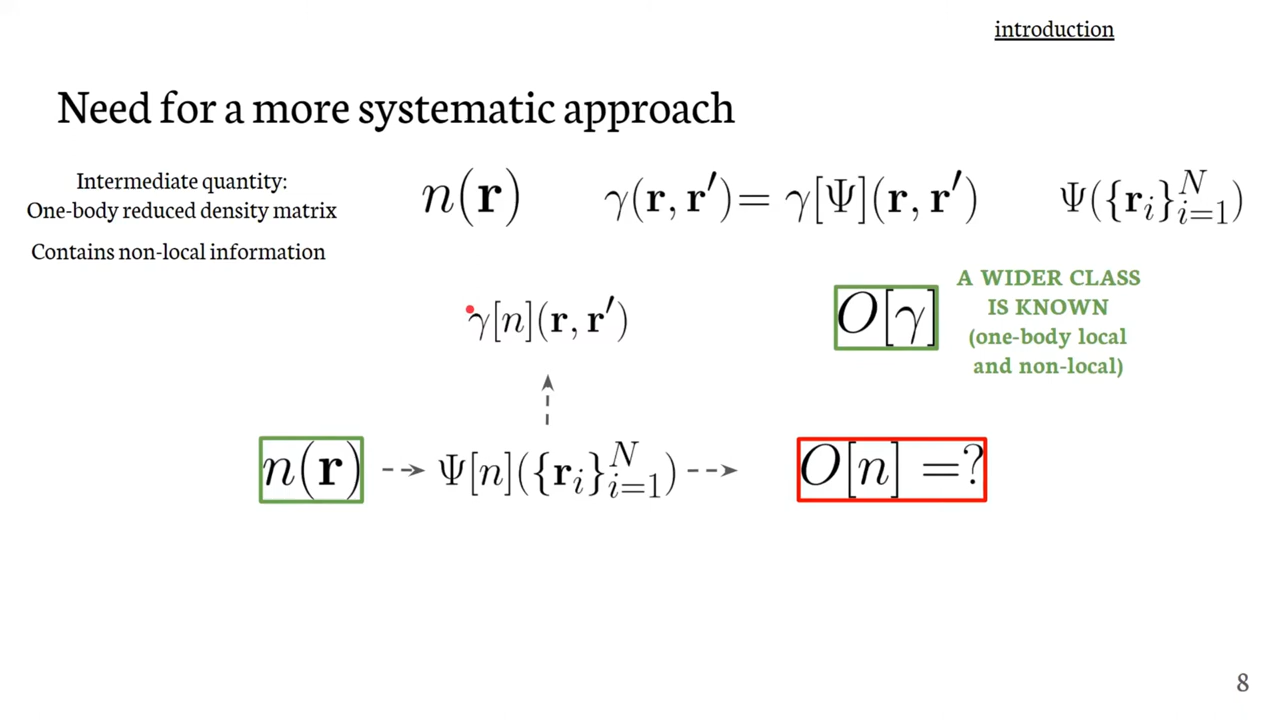 introduction
Need for a more systematic approach
Intermediate quantity:
One-body reduced density matrix
Contains non-local information
n(r)
γ(r, r′) = γ[Ψ](r, r′)
Ψ({r_i}_{i=1}^N)
γ[n](r, r′)
O[γ]
A WIDER CLASS
IS KNOWN
(one-body local
and non-local)
n(r) --➤ Ψ[n]({r_i}_{i=1}^N) --➤ O[n] =?
8